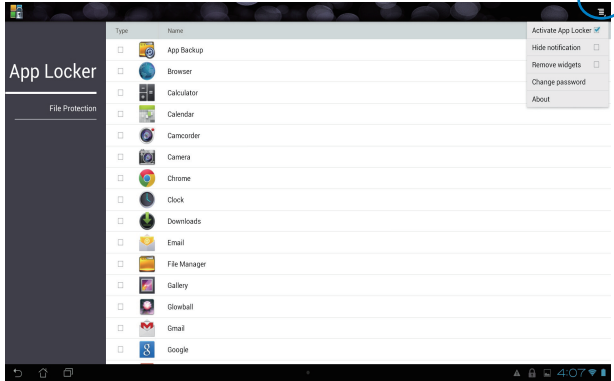 Type Name
Activate App Locker
Hide notification
Remove widgets
Change password
About
App Locker
File Protection
App Backup
Browser
Calculator
Calendar
Camcorder
Camera
Chrome
Clock
Downloads
Email
File Manager
Gallery
Glowball
Gmail
Google
4:07